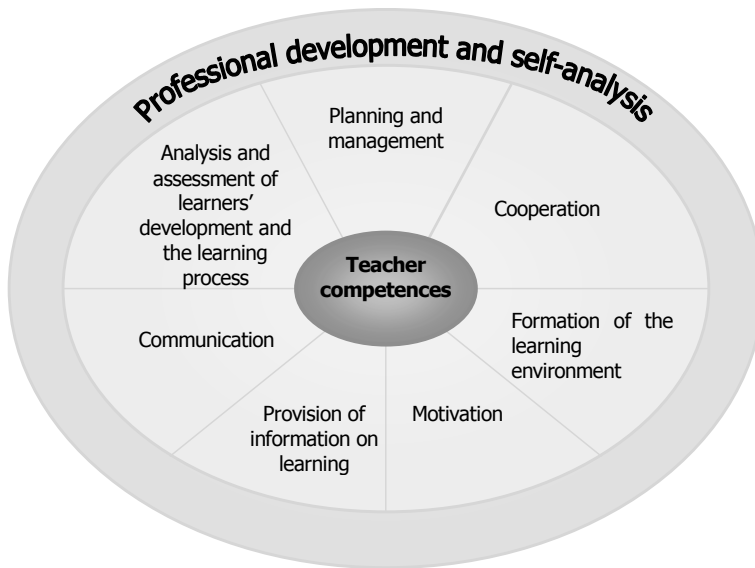 Professional development and self-analysis
Planning and
management
Analysis and
assessment of
learners’
development and
the learning
process
Cooperation
Teacher
competences
Communication
Formation of the
learning
environment
Provision of
information on
learning
Motivation